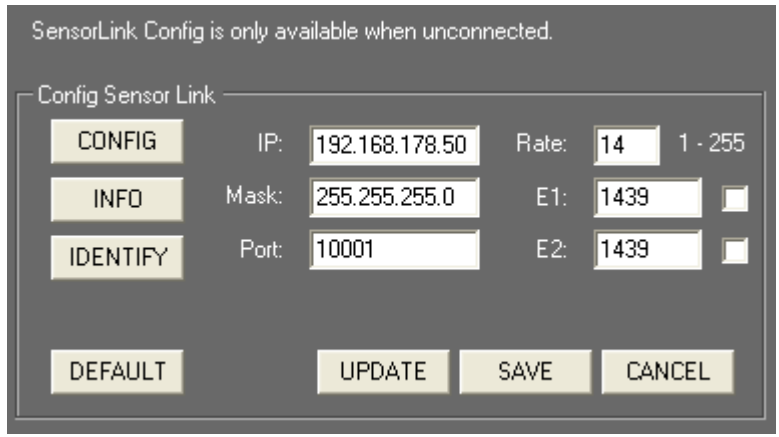 SensorLink Config is only available when unconnected.
Config Sensor Link
CONFIG IP: 192.168.178.50 Rate: 14 1 - 255
INFO Mask: 255.255.255.0 E1: 1439
IDENTIFY Port: 10001 E2: 1439
DEFAULT UPDATE SAVE CANCEL